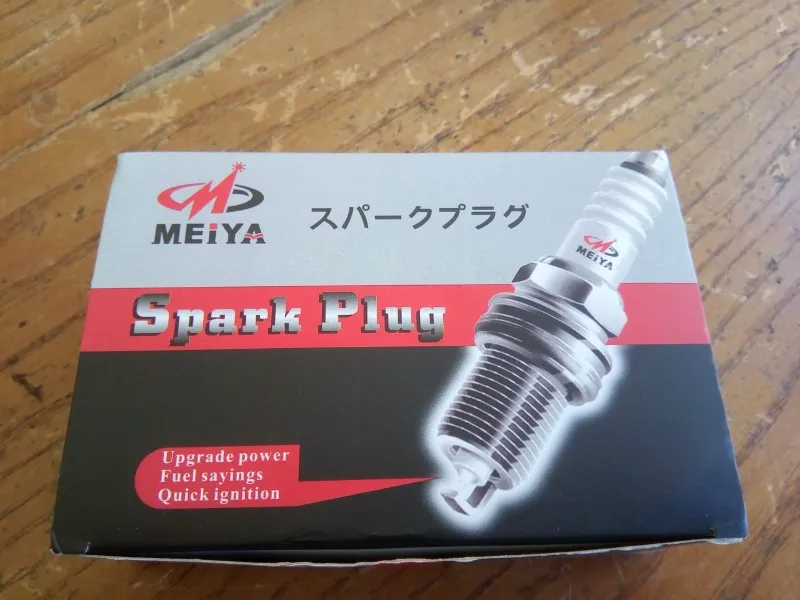 MEiYA
スパークプラグ
MEiYA
Spark Plug
Upgrade power
Fuel sayings
Quick ignition